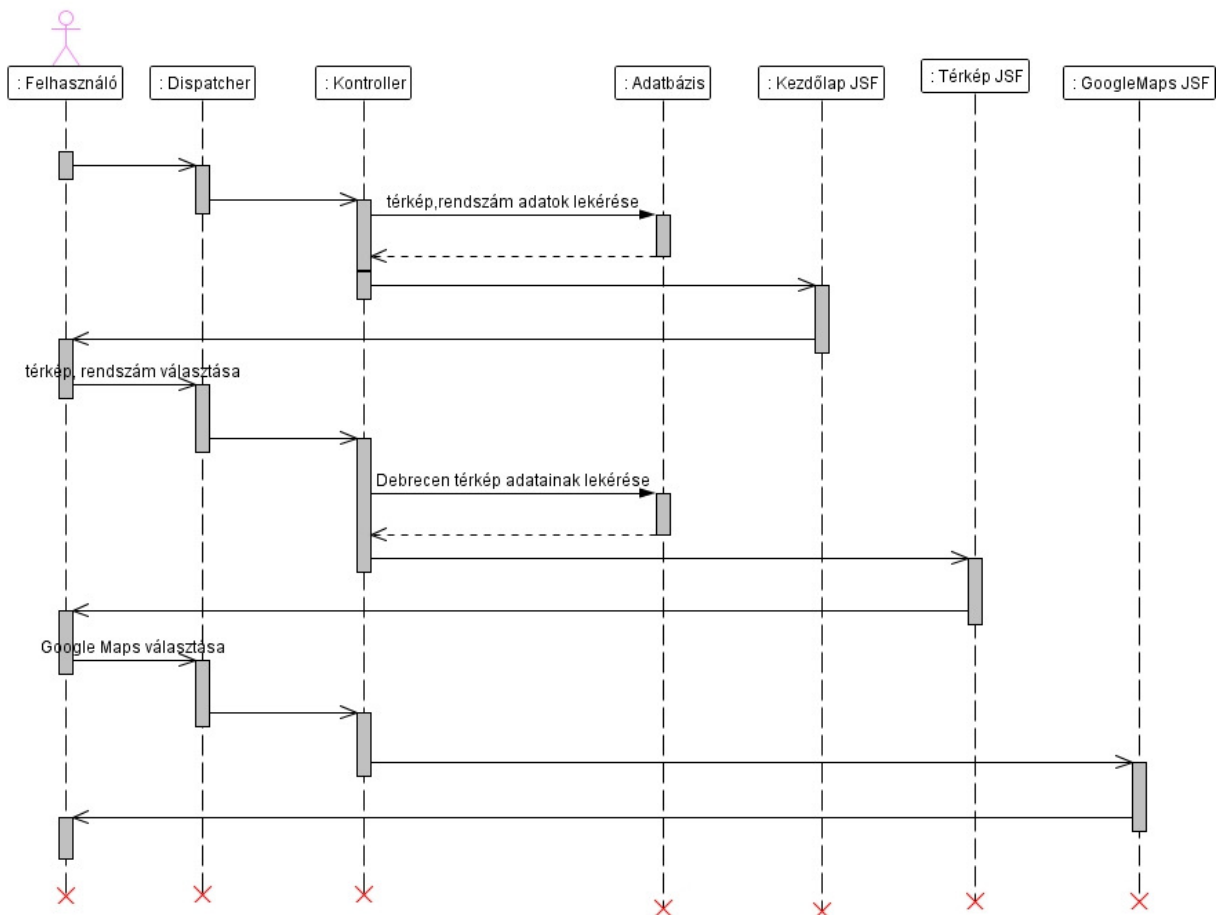 : Felhasználó
: Dispatcher
: Kontroller
: Adatbázis
: Kezdőlap JSF
: Térkép JSF
: GoogleMaps JSF
térkép,rendszám adatok lekérése
térkép, rendszám választása
Debrecen térkép adatainak lekérése
Google Maps választása